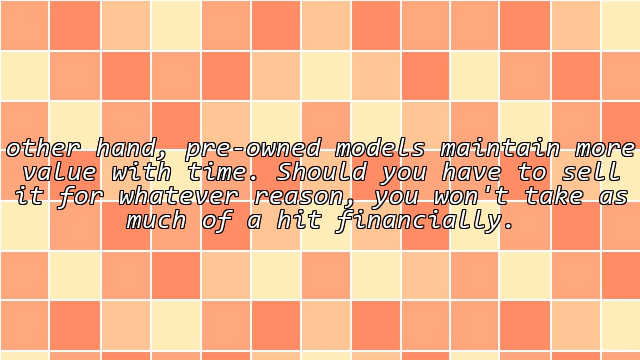 other hand, pre-owned models maintain more
value with time. Should you have to sell
it for whatever reason, you won't take as
much of a hit financially.